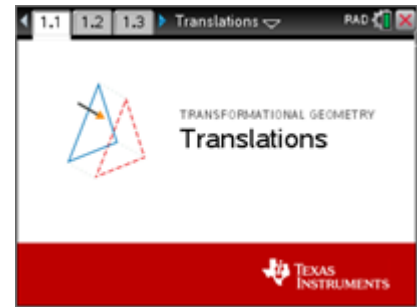 1.1 1.2 1.3 Translations RAD
TRANSFORMATIONAL GEOMETRY
Translations
TEXAS
INSTRUMENTS